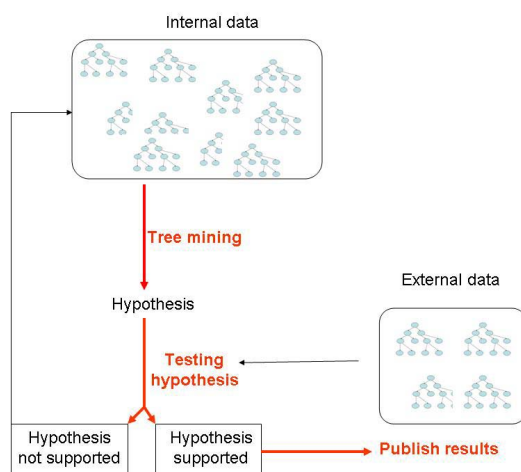 Internal data
Tree mining
External data
Hypothesis
Testing
hypothesis
Hypothesis
not supported
Hypothesis
supported
Publish results